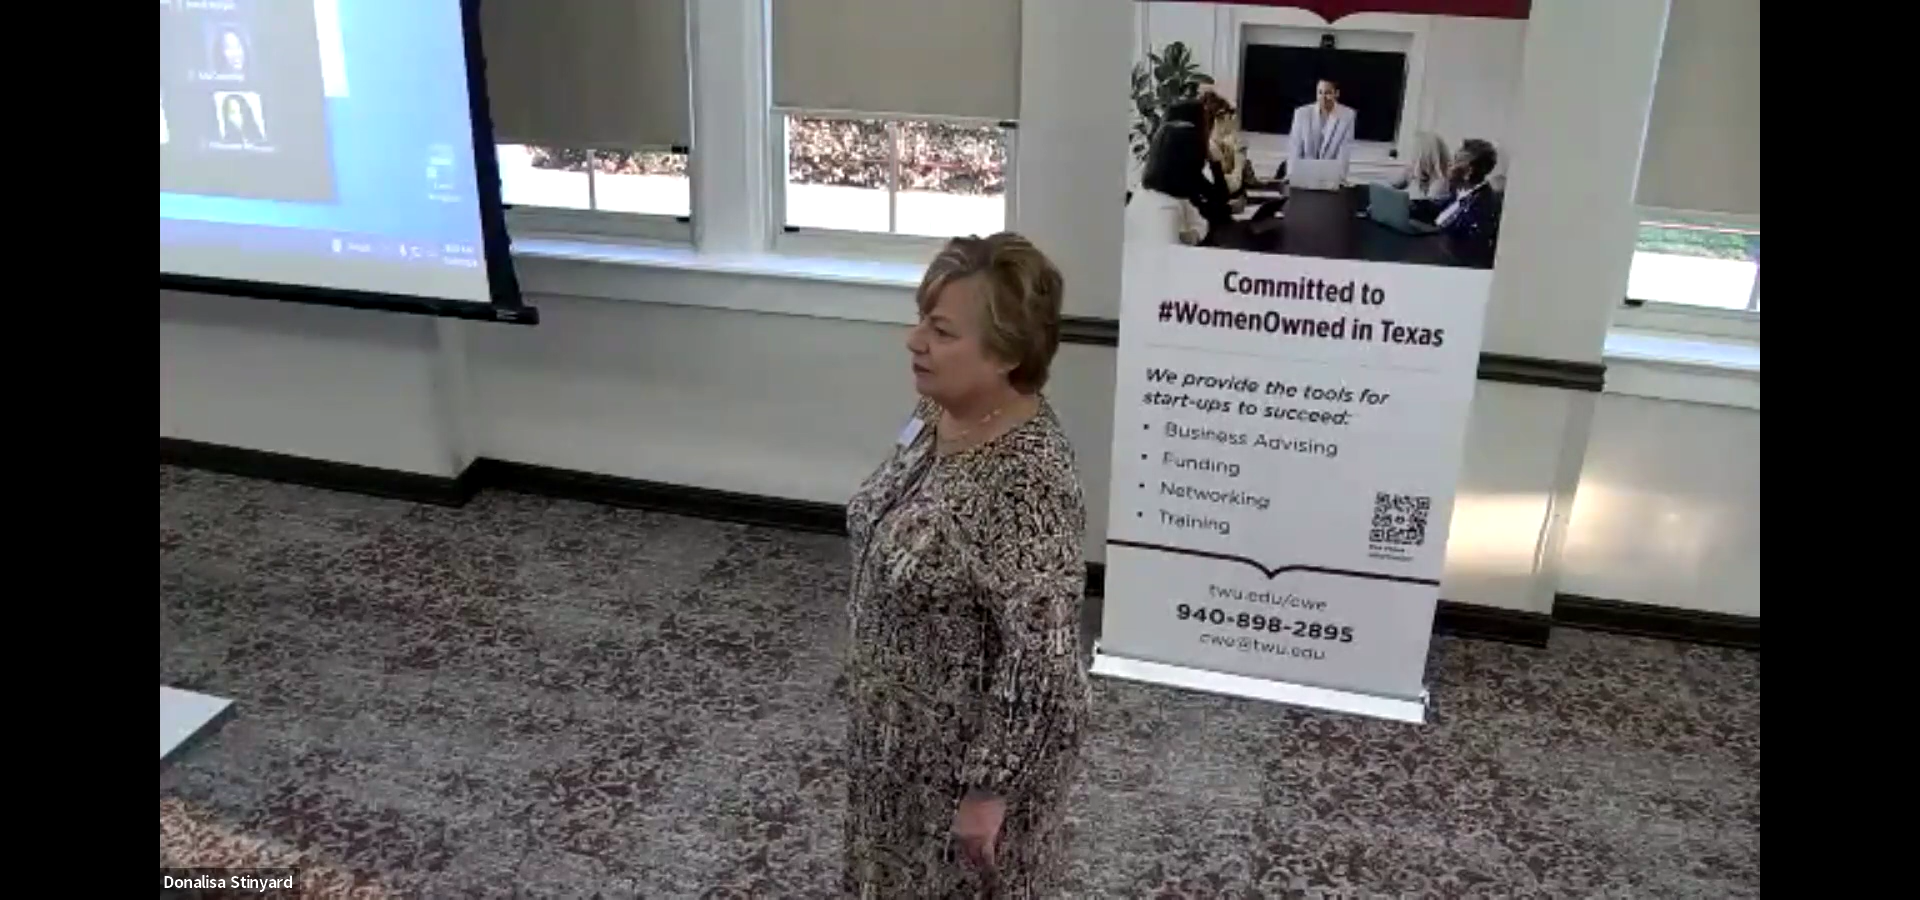 Committed to
#WomenOwned in Texas
We provide the tools for
start-ups to succeed:
• Business Advising
• Funding
• Networking
• Training
twu.edu/cwe
940-898-2895
cwe@twu.edu
Donalisa Stinyard